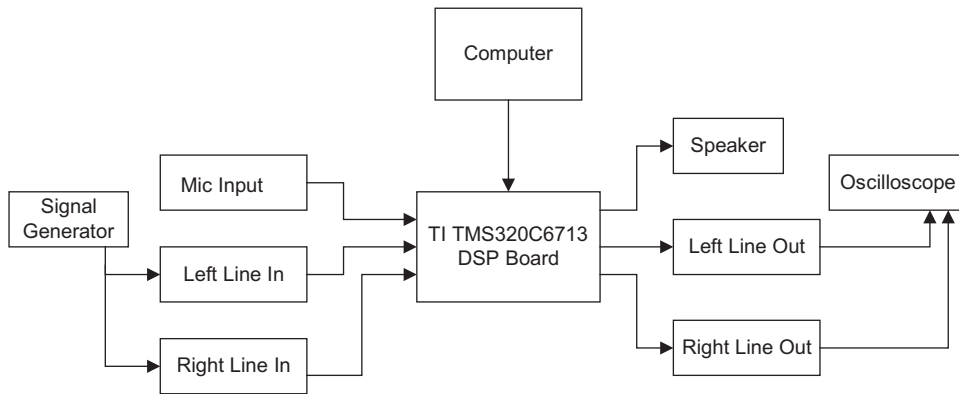 Computer
Speaker
Mic Input
Oscilloscope
Signal
Generator
TI TMS320C6713
DSP Board
Left Line In
Left Line Out
Right Line In
Right Line Out